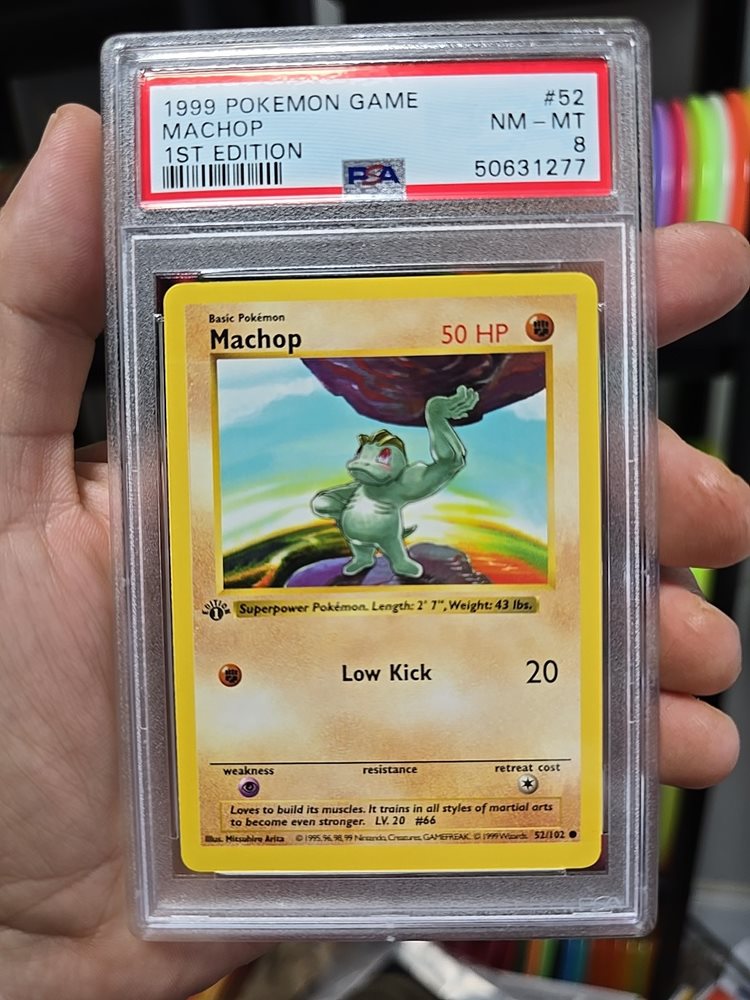 1999 POKEMON GAME #52
MACHOP NM - MT
1ST EDITION 8
PSA 50631277
Basic Pokémon
Machop 50 HP
EDITION 1
Superpower Pokémon. Length: 2' 7", Weight: 43 lbs.
Low Kick 20
weakness resistance retreat cost
Loves to build its muscles. It trains in all styles of martial arts
to become even stronger. LV. 20 #66
Illus. Mitsuhiro Arita © 1995, 96, 98, 99 Nintendo, Creatures, GAMEFREAK. © 1999 Wizards. 52/102